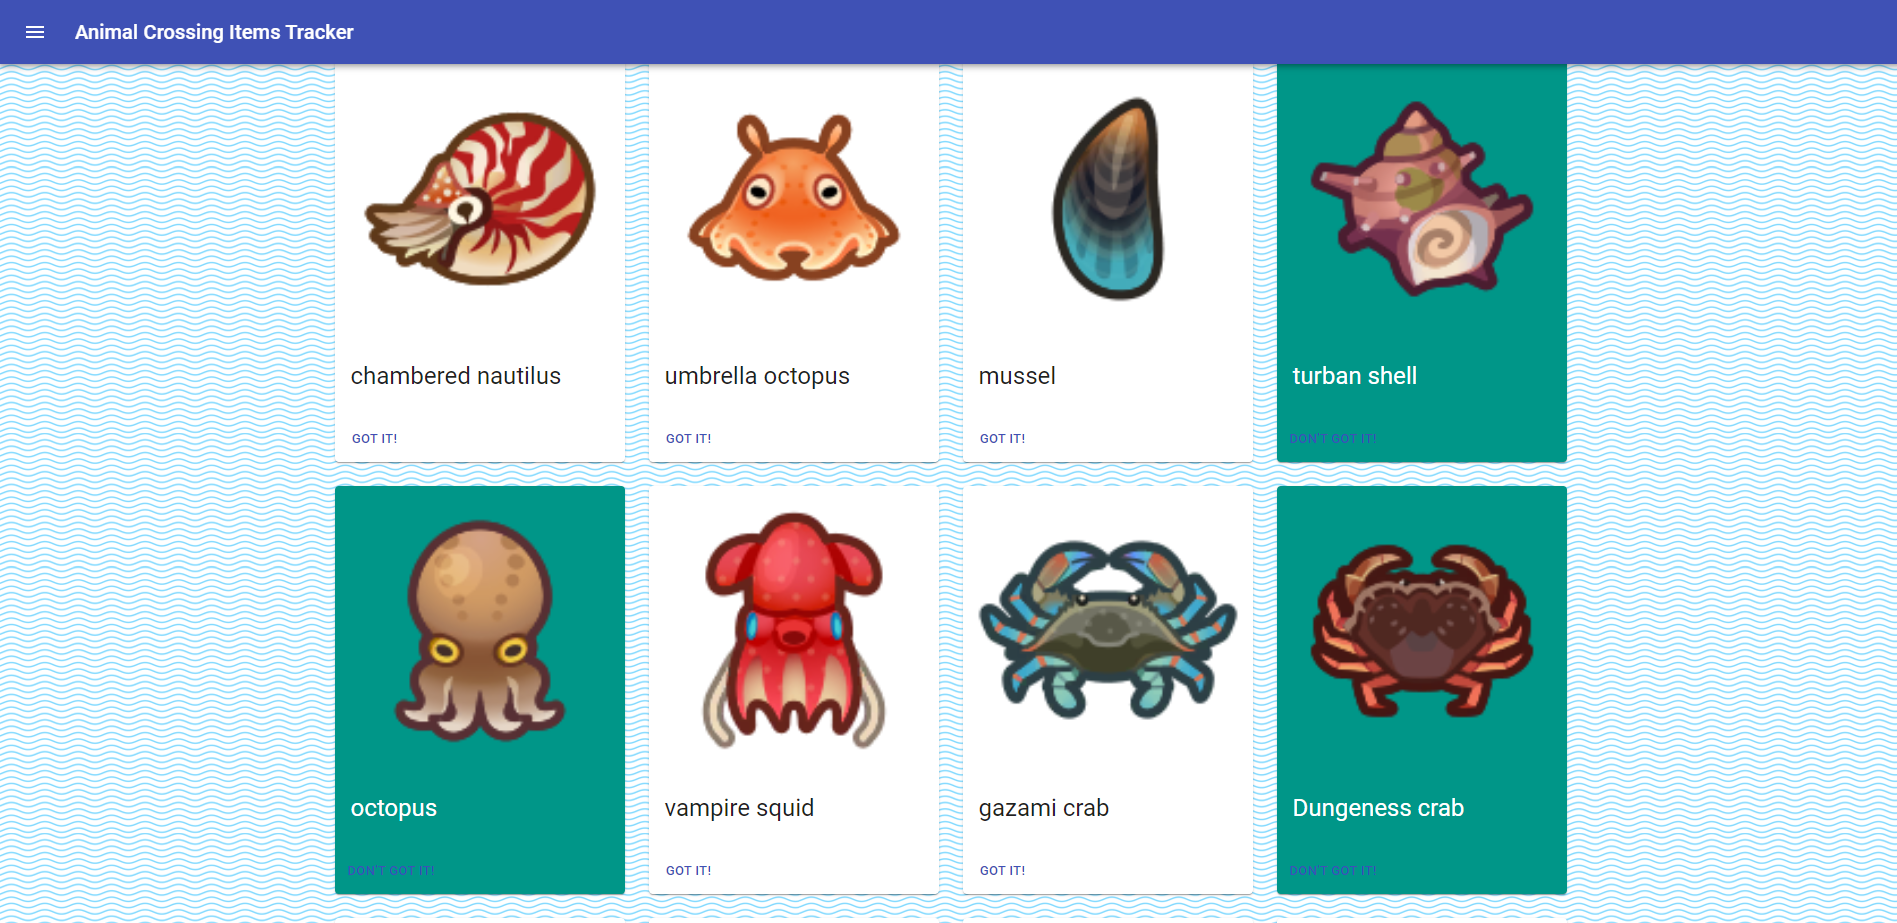 Animal Crossing Items Tracker
chambered nautilus
GOT IT!
umbrella octopus
GOT IT!
mussel
GOT IT!
turban shell
DON'T GOT IT!
octopus
DON'T GOT IT!
vampire squid
GOT IT!
gazami crab
GOT IT!
Dungeness crab
DON'T GOT IT!